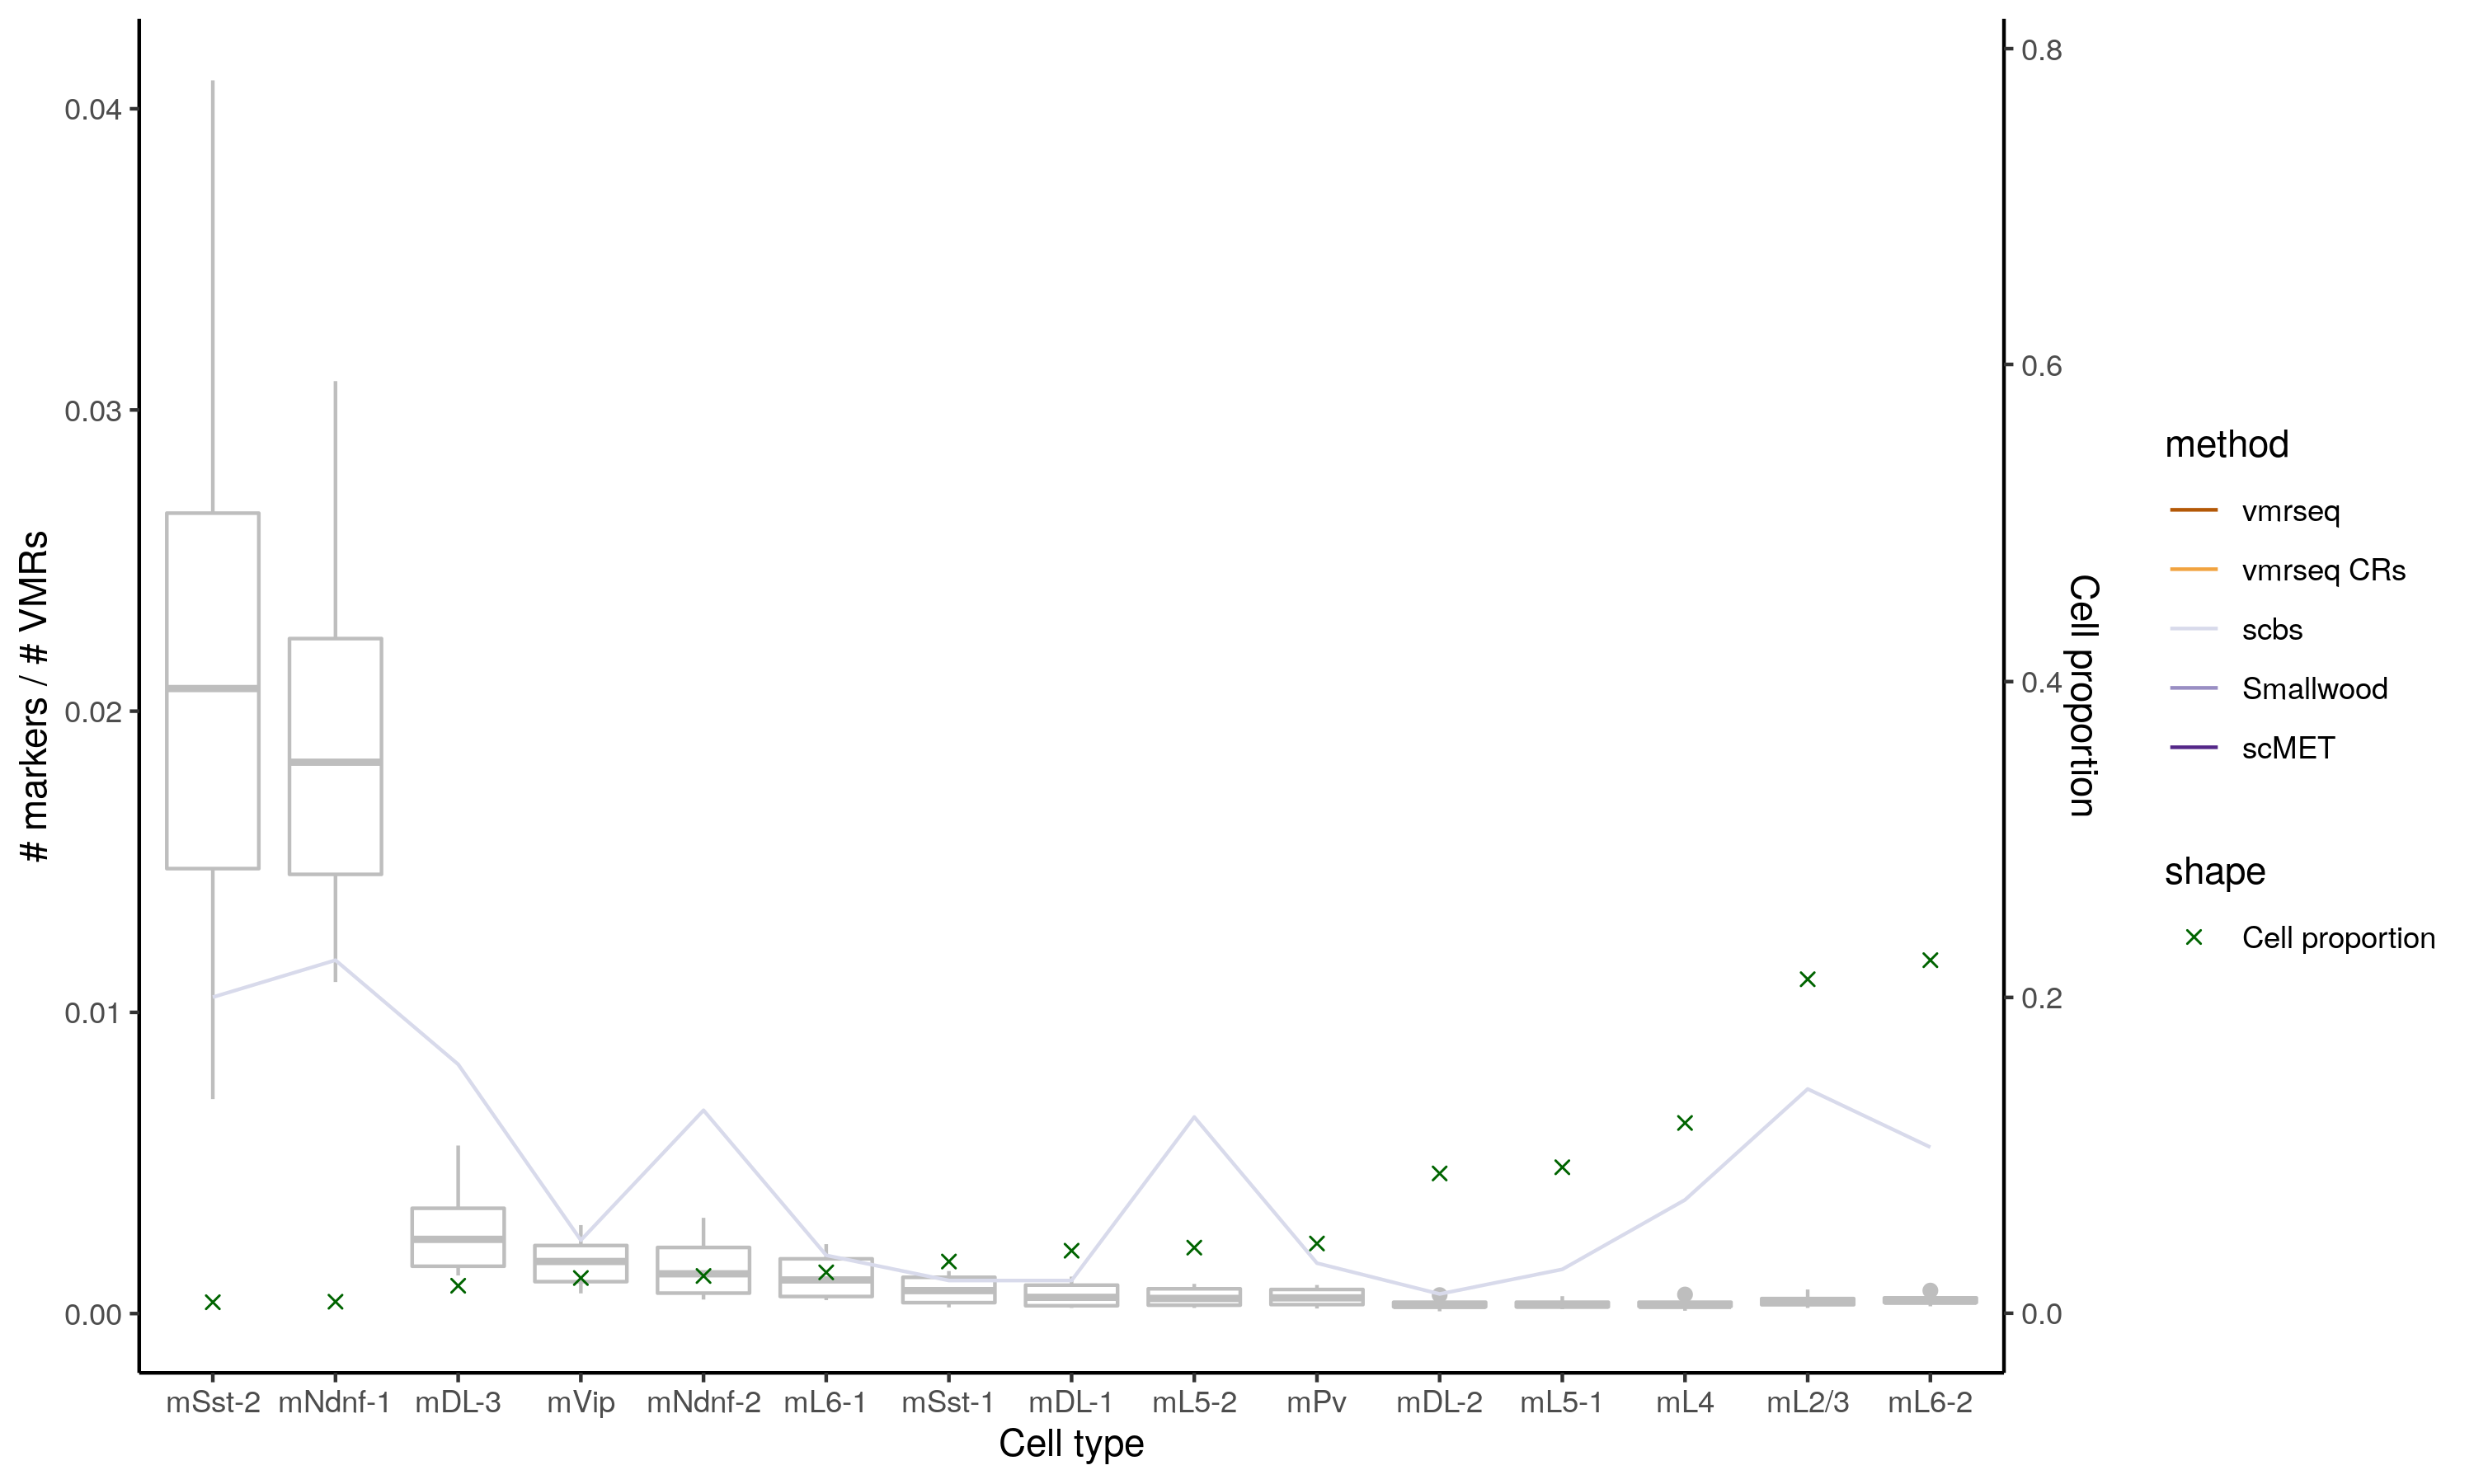 # markers / # VMRs
0.04
0.03
0.02
0.01
0.00
0.8
0.6
0.4
0.2
0.0
Cell proportion
mSst-2 mNdnf-1 mDL-3 mVip mNdnf-2 mL6-1 mSst-1 mDL-1 mL5-2 mPv mDL-2 mL5-1 mL4 mL2/3 mL6-2
Cell type
method
vmrseq
vmrseq CRs
scbs
Smallwood
scMET
shape
Cell proportion